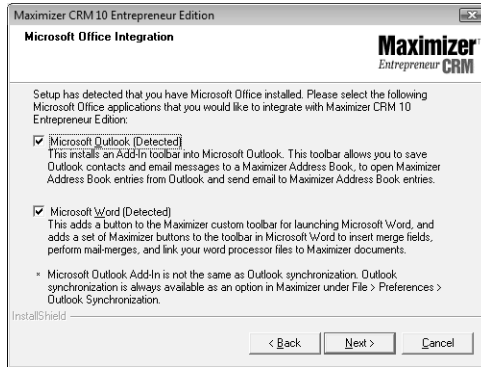 Maximizer CRM 10 Entrepreneur Edition
Microsoft Office Integration
Maximizer
Entrepreneur CRM
Setup has detected that you have Microsoft Office installed. Please select the following
Microsoft Office applications that you would like to integrate with Maximizer CRM 10
Entrepreneur Edition:
Microsoft Outlook (Detected)
This installs an Add-In toolbar into Microsoft Outlook. This toolbar allows you to save
Outlook contacts and email messages to a Maximizer Address Book, to open Maximizer
Address Book entries from Outlook and send email to Maximizer Address Book entries.
Microsoft Word (Detected)
This adds a button to the Maximizer custom toolbar for launching Microsoft Word, and
adds a set of Maximizer buttons to the toolbar in Microsoft Word to insert merge fields,
perform mail-merges, and link your word processor files to Maximizer documents.
* Microsoft Outlook Add-In is not the same as Outlook synchronization. Outlook
synchronization is always available as an option in Maximizer under File > Preferences >
Outlook Synchronization.
InstallShield
< Back Next > Cancel